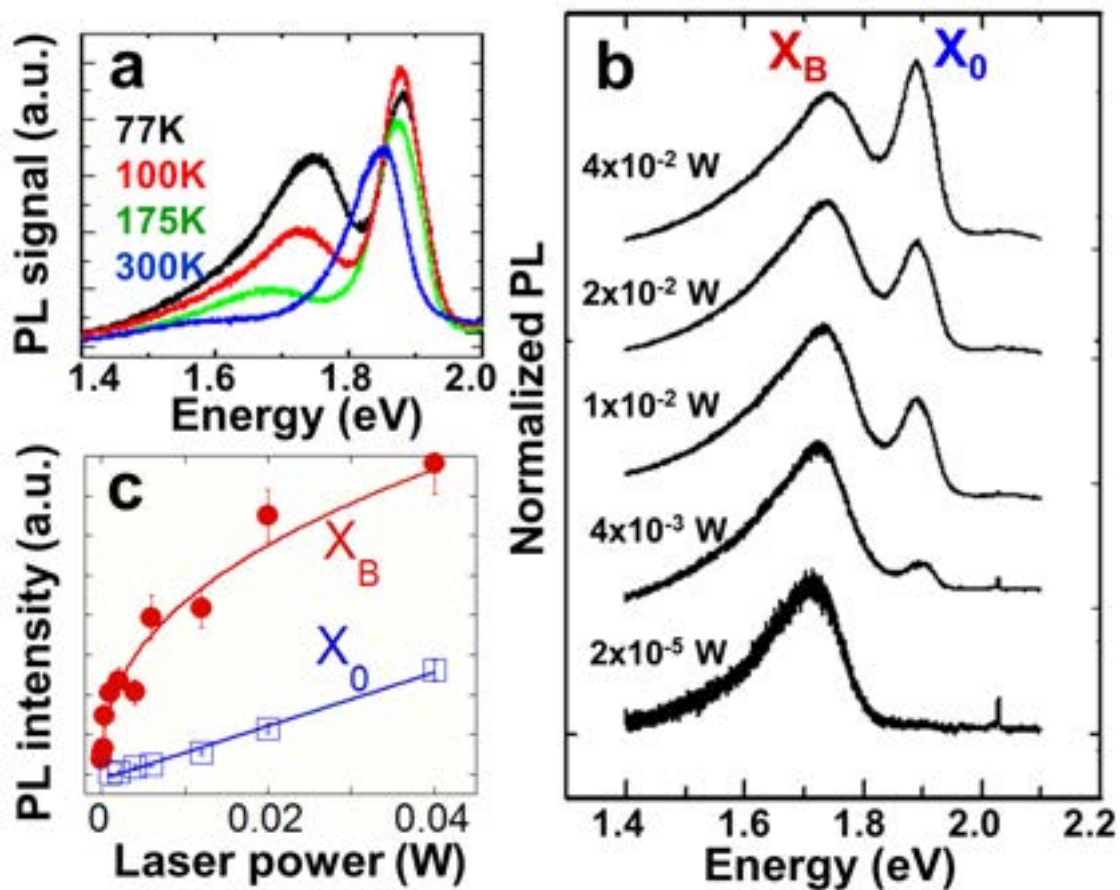 a
77K
100K
175K
300K
PL signal (a.u.)
1.4 1.6 1.8 2.0
Energy (eV)
b
X_B X_0
4x10⁻² W
2x10⁻² W
1x10⁻² W
4x10⁻³ W
2x10⁻⁵ W
Normalized PL
1.4 1.6 1.8 2.0 2.2
Energy (eV)
c
X_B
X_0
PL intensity (a.u.)
0 0.02 0.04
Laser power (W)